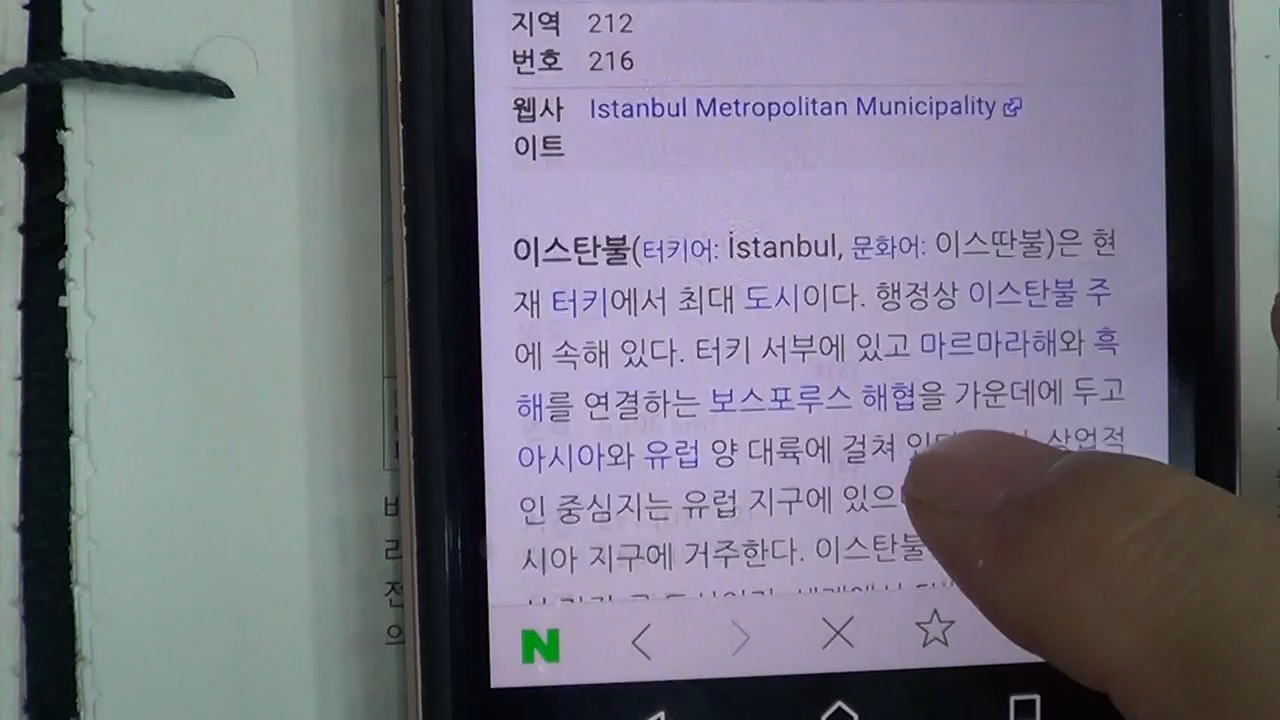 지역 212
번호 216
웹사 Istanbul Metropolitan Municipality
이트
이스탄불(터키어: İstanbul, 문화어: 이스딴불)은 현
재 터키에서 최대 도시이다. 행정상 이스탄불 주
에 속해 있다. 터키 서부에 있고 마르마라해와 흑
해를 연결하는 보스포루스 해협을 가운데에 두고
아시아와 유럽 양 대륙에 걸쳐 상업적
인 중심지는 유럽 지구에
시아 지구에 거주한다. 이스탄불
N